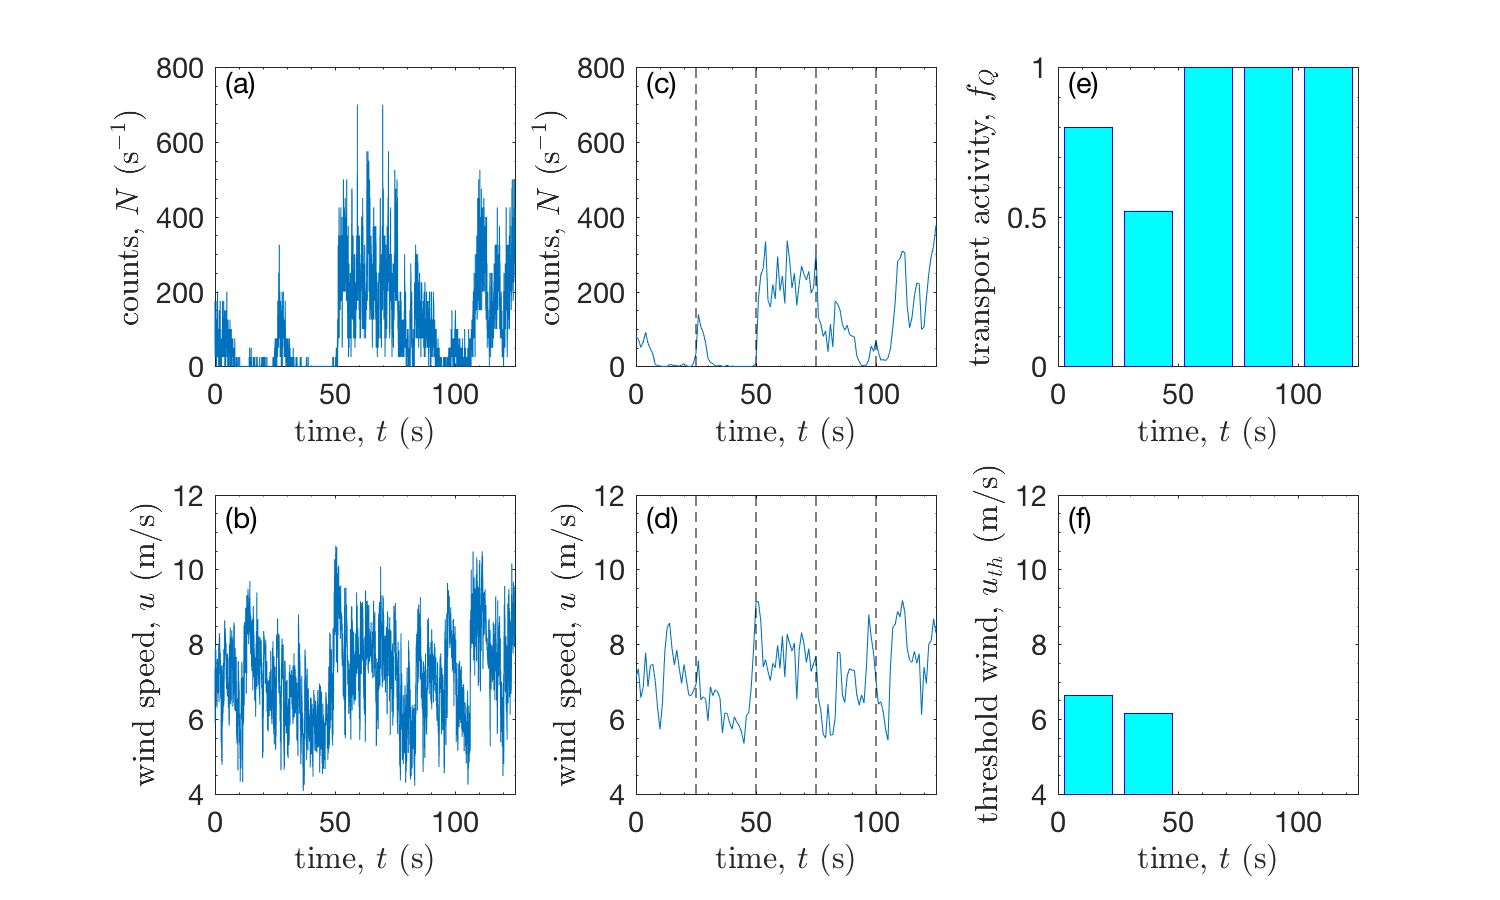 (a)
800
600
400
200
0
counts, N (s⁻¹)
0 50 100
time, t (s)
(c)
800
600
400
200
0
counts, N (s⁻¹)
0 50 100
time, t (s)
(e)
1
0.5
0
transport activity, f_Q
0 50 100
time, t (s)
(b)
12
10
8
6
4
wind speed, u (m/s)
0 50 100
time, t (s)
(d)
12
10
8
6
4
wind speed, u (m/s)
0 50 100
time, t (s)
(f)
12
10
8
6
4
threshold wind, u_th (m/s)
0 50 100
time, t (s)